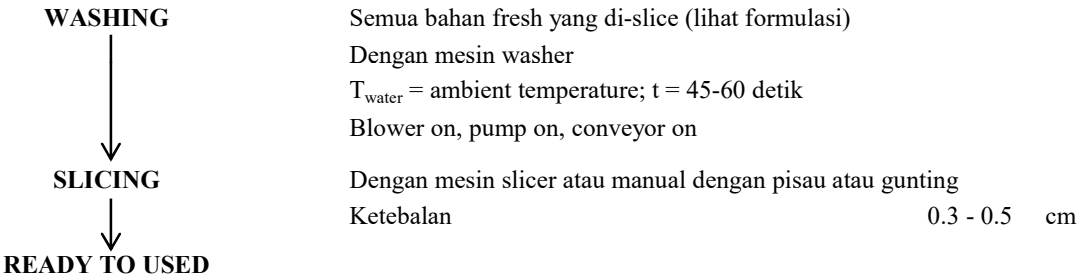 WASHING Semua bahan fresh yang di-slice (lihat formulasi)
Dengan mesin washer
Twater = ambient temperature; t = 45-60 detik
Blower on, pump on, conveyor on
SLICING Dengan mesin slicer atau manual dengan pisau atau gunting
Ketebalan 0.3 - 0.5 cm
READY TO USED